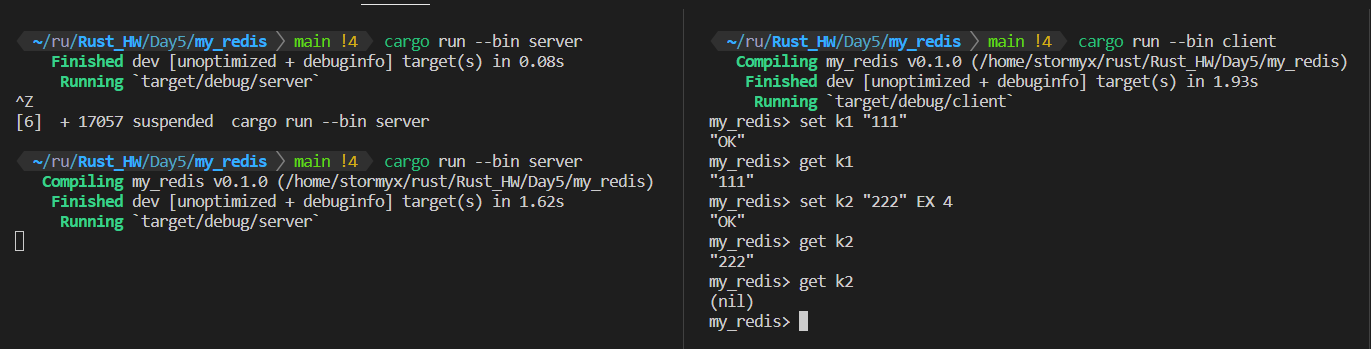 ~/ru/Rust_HW/Day5/my_redis main !4 cargo run --bin server
Finished dev [unoptimized + debuginfo] target(s) in 0.08s
Running `target/debug/server`
^Z
[6]  + 17057 suspended  cargo run --bin server
~/ru/Rust_HW/Day5/my_redis main !4 cargo run --bin server
Compiling my_redis v0.1.0 (/home/stormyx/rust/Rust_HW/Day5/my_redis)
Finished dev [unoptimized + debuginfo] target(s) in 1.62s
Running `target/debug/server`
~/ru/Rust_HW/Day5/my_redis main !4 cargo run --bin client
Compiling my_redis v0.1.0 (/home/stormyx/rust/Rust_HW/Day5/my_redis)
Finished dev [unoptimized + debuginfo] target(s) in 1.93s
Running `target/debug/client`
my_redis> set k1 "111"
"OK"
my_redis> get k1
"111"
my_redis> set k2 "222" EX 4
"OK"
my_redis> get k2
"222"
my_redis> get k2
(nil)
my_redis>